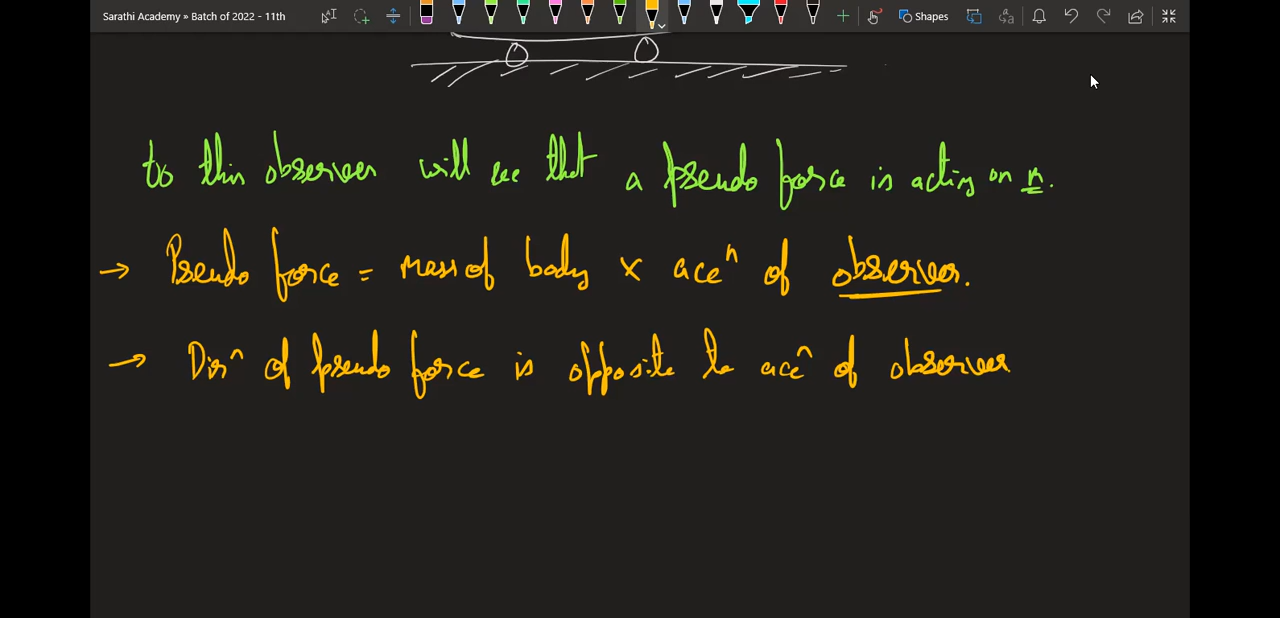 Sarathi Academy » Batch of 2022 - 11th
Shapes
to this observer will see that a pseudo force is acting on m.
→ Pseudo force = Mass of body × accⁿ of observer.
→ Dirⁿ of pseudo force is opposite to accⁿ of observer